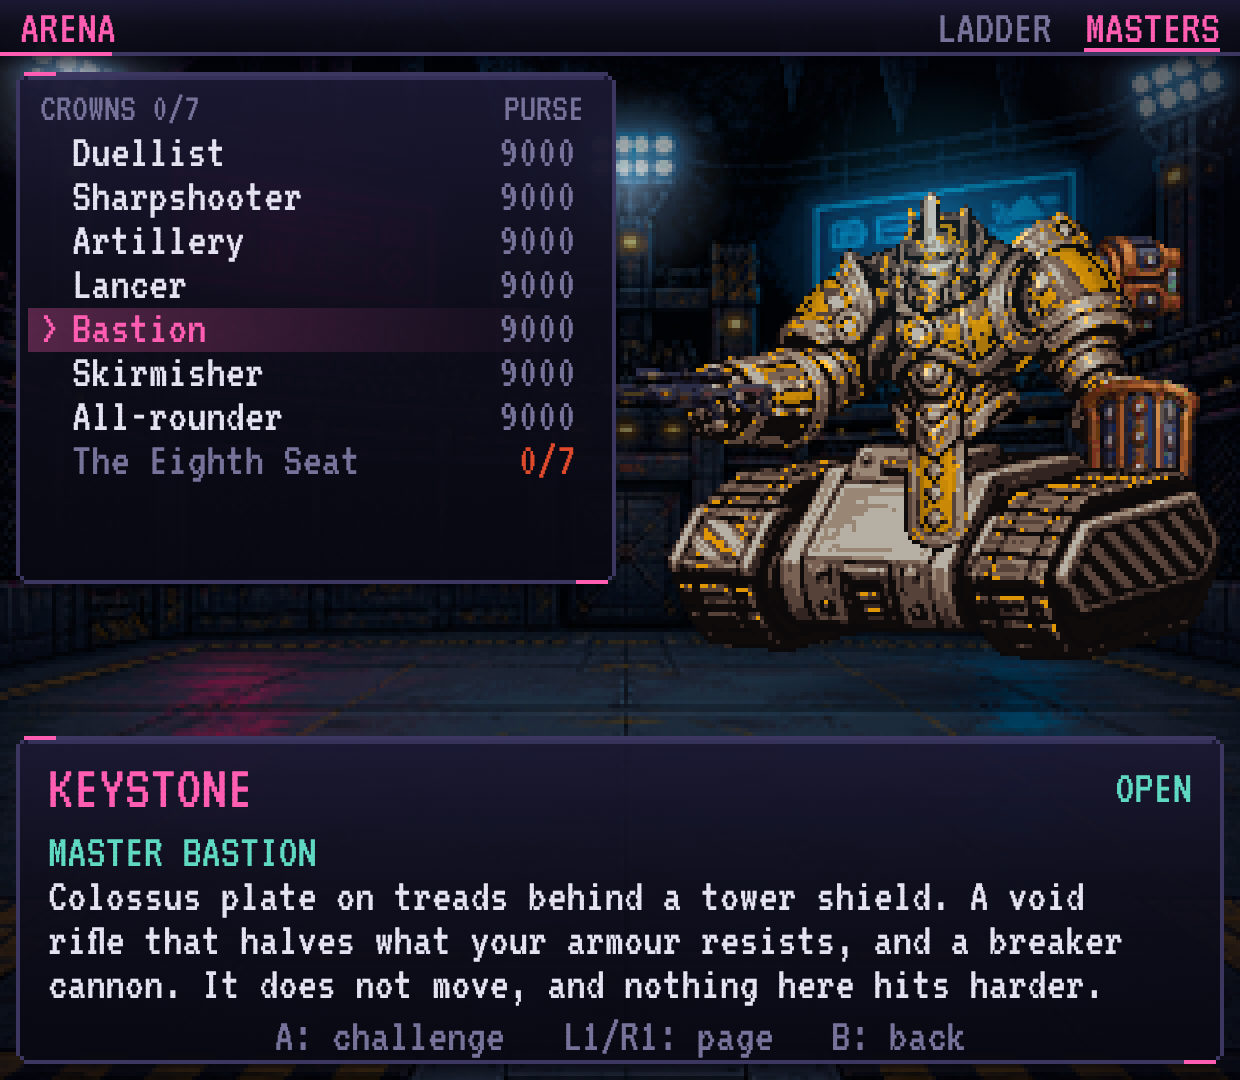 ARENA
LADDER MASTERS
CROWNS 0/7 PURSE
Duellist 9000
Sharpshooter 9000
Artillery 9000
Lancer 9000
> Bastion 9000
Skirmisher 9000
All-rounder 9000
The Eighth Seat 0/7
KEYSTONE OPEN
MASTER BASTION
Colossus plate on treads behind a tower shield. A void
rifle that halves what your armour resists, and a breaker
cannon. It does not move, and nothing here hits harder.
A: challenge L1/R1: page B: back